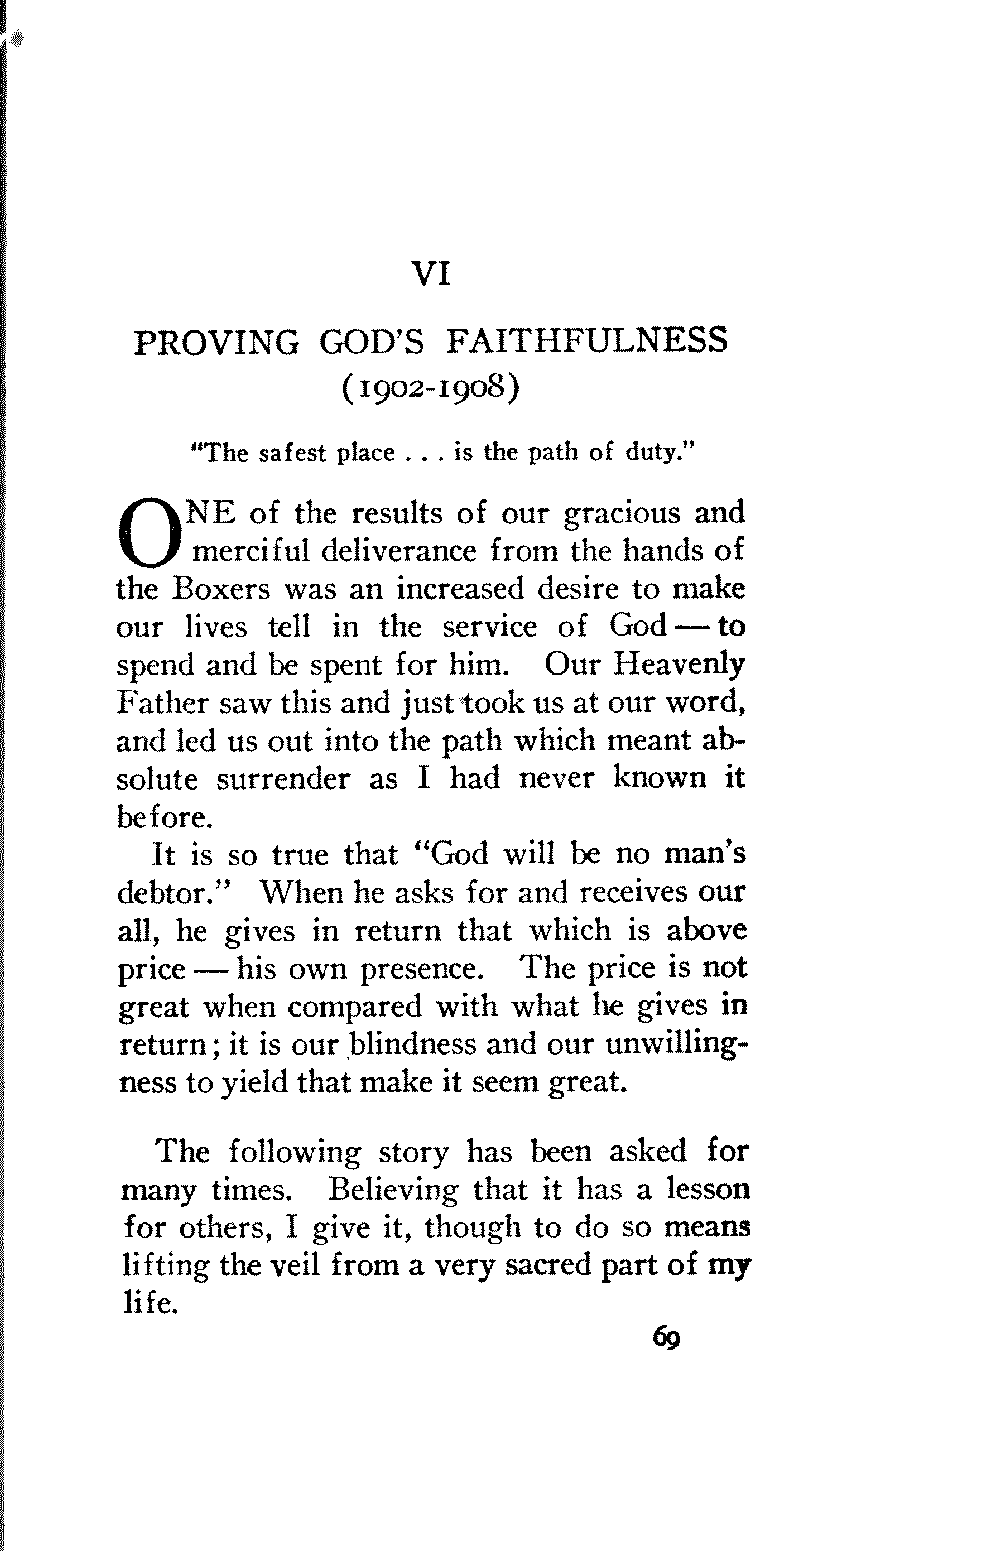 VI
PROVING GOD'S FAITHFULNESS
(1902-1908)
"The safest place . . . is the path of duty."
ONE of the results of our gracious and
merciful deliverance from the hands of
the Boxers was an increased desire to make
our lives tell in the service of God — to
spend and be spent for him. Our Heavenly
Father saw this and just took us at our word,
and led us out into the path which meant ab-
solute surrender as I had never known it
before.
It is so true that "God will be no man's
debtor." When he asks for and receives our
all, he gives in return that which is above
price — his own presence. The price is not
great when compared with what he gives in
return; it is our blindness and our unwilling-
ness to yield that make it seem great.
The following story has been asked for
many times. Believing that it has a lesson
for others, I give it, though to do so means
lifting the veil from a very sacred part of my
life.
69